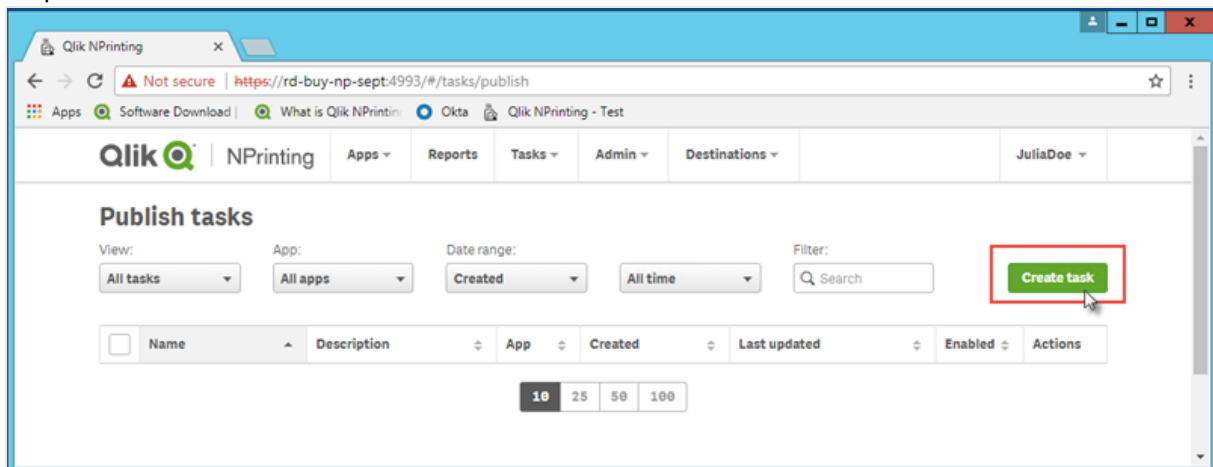 Qlik NPrinting
Not secure | https://rd-buy-np-sept:4993/#/tasks/publish
Apps Software Download | What is Qlik NPrinting Okta Qlik NPrinting - Test
Qlik NPrinting Apps Reports Tasks Admin Destinations JuliaDoe
Publish tasks
View: App: Date range: Filter:
All tasks All apps Created All time Search Create task
Name Description App Created Last updated Enabled Actions
10 25 50 100